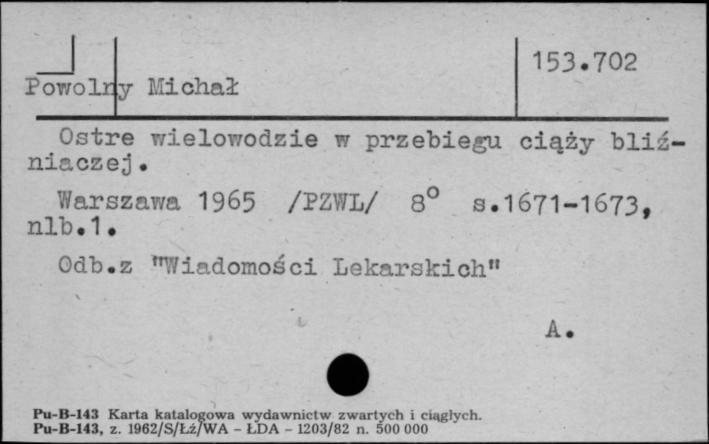 153.702
Powolny Michał
Ostre wielowodzie w przebiegu ciąży bliź-
niaczej.
Warszawa 1965 /PZWL/ 8° s.1671-1673,
nlb.1.
Odb.z "Wiadomości Lekarskich"
A.
Pu-B-143 Karta katalogowa wydawnictw zwartych i ciągłych.
Pu-B-143, z. 1962/S/Łź/WA - ŁDA - 1203/82 n. 500 000